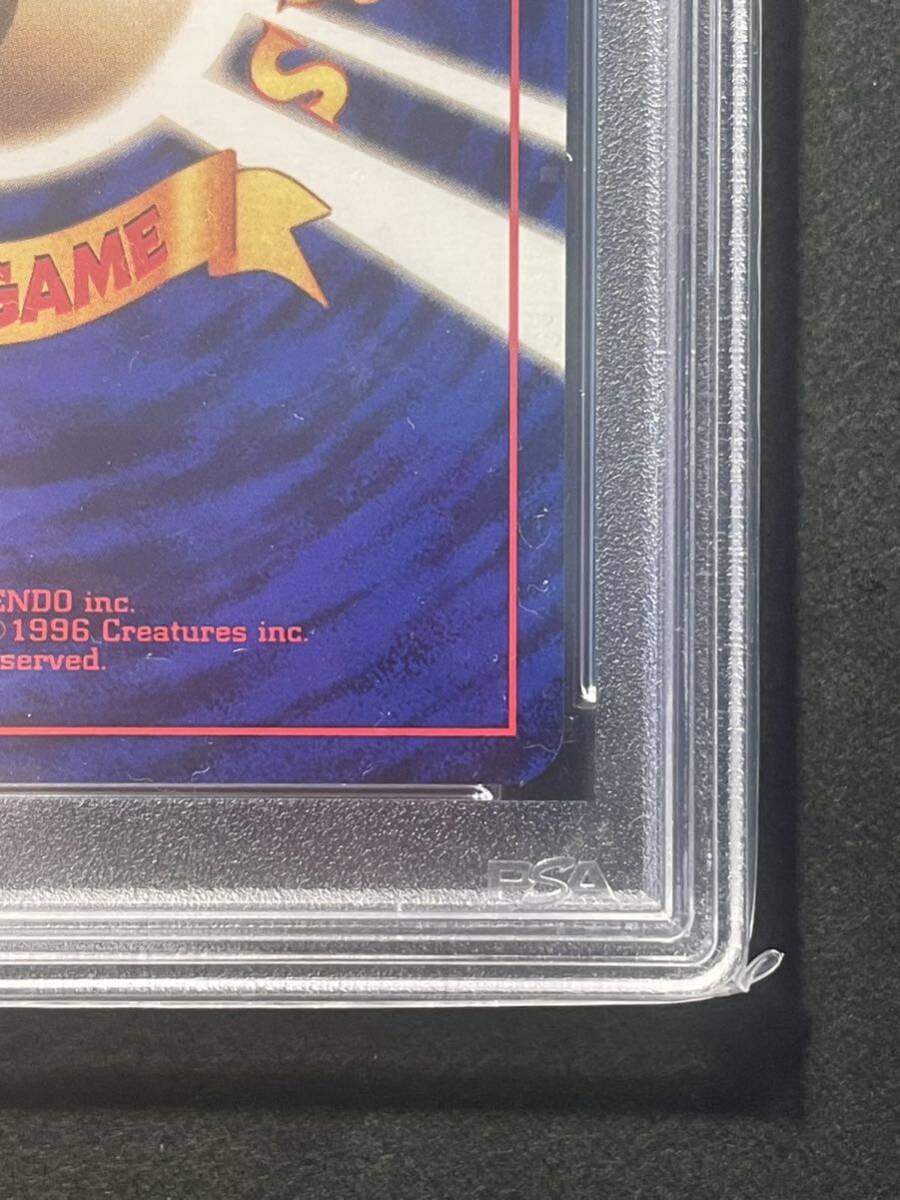 S
GAME
ENDO inc.
©1996 Creatures inc.
served.
PSA